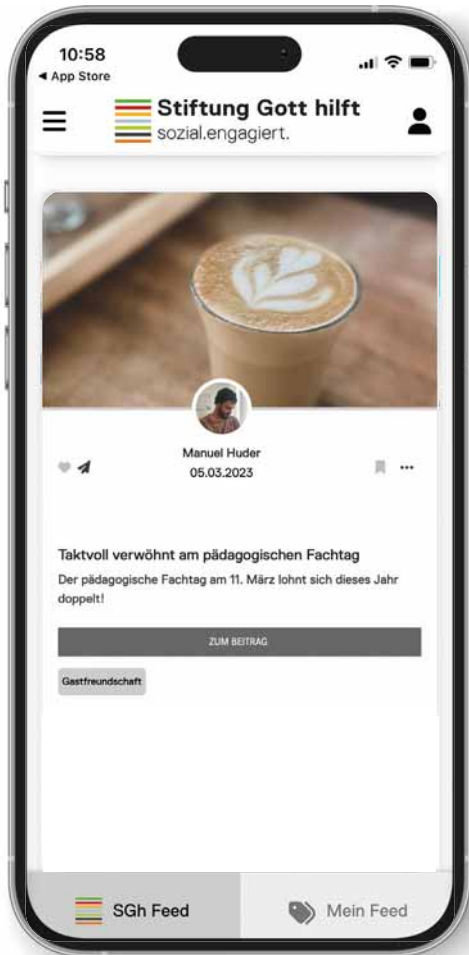 10:58
◀ App Store
Stiftung Gott hilft
sozial.engagiert.
Manuel Huder
05.03.2023
Taktvoll verwöhnt am pädagogischen Fachtag
Der pädagogische Fachtag am 11. März lohnt sich dieses Jahr
doppelt!
ZUM BEITRAG
Gastfreundschaft
SGh Feed
Mein Feed